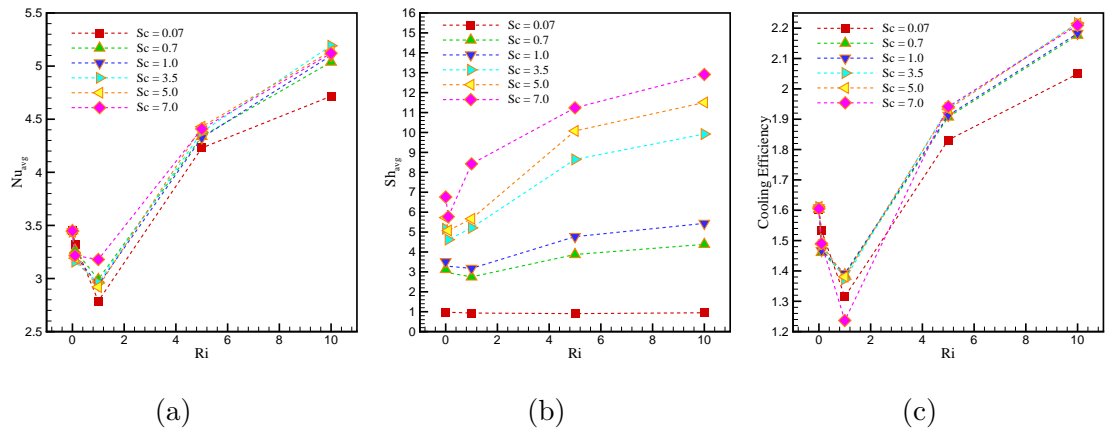 5.5
5
4.5
4
3.5
3
2.5
Nu_avg
Sc = 0.07
Sc = 0.7
Sc = 1.0
Sc = 3.5
Sc = 5.0
Sc = 7.0
0 2 4 6 8 10
Ri
(a)
16
15
14
13
12
11
10
9
8
7
6
5
4
3
2
1
0
Sh_avg
Sc = 0.07
Sc = 0.7
Sc = 1.0
Sc = 3.5
Sc = 5.0
Sc = 7.0
0 2 4 6 8 10
Ri
(b)
2.2
2.1
2
1.9
1.8
1.7
1.6
1.5
1.4
1.3
1.2
Cooling Efficiency
Sc = 0.07
Sc = 0.7
Sc = 1.0
Sc = 3.5
Sc = 5.0
Sc = 7.0
0 2 4 6 8 10
Ri
(c)